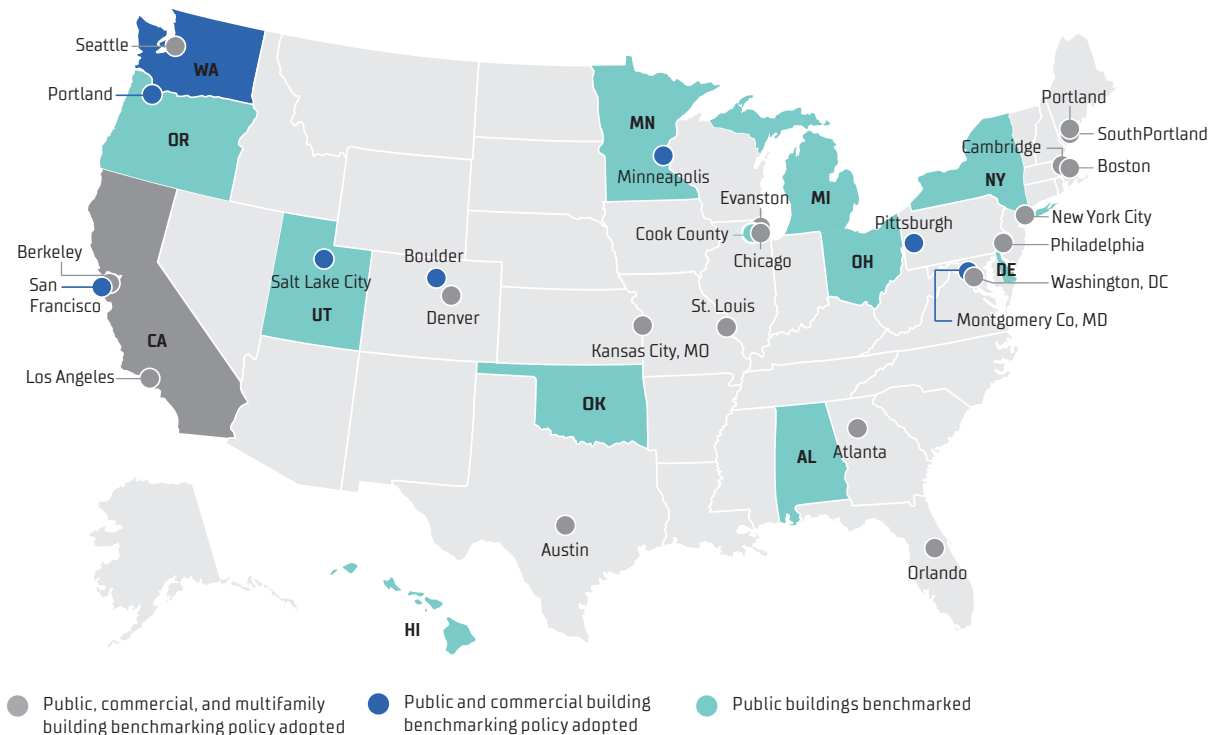 Seattle
WA
Portland
OR
MN
Minneapolis
Portland
SouthPortland
Cambridge
Boston
NY
MI
Evanston
Cook County
Chicago
Pittsburgh
New York City
Philadelphia
OH
DE
Washington, DC
Montgomery Co, MD
Berkeley
San
Francisco
Salt Lake City
UT
Boulder
Denver
St. Louis
Kansas City, MO
CA
Los Angeles
OK
AL
Atlanta
Austin
Orlando
HI
Public, commercial, and multifamily
building benchmarking policy adopted
Public and commercial building
benchmarking policy adopted
Public buildings benchmarked